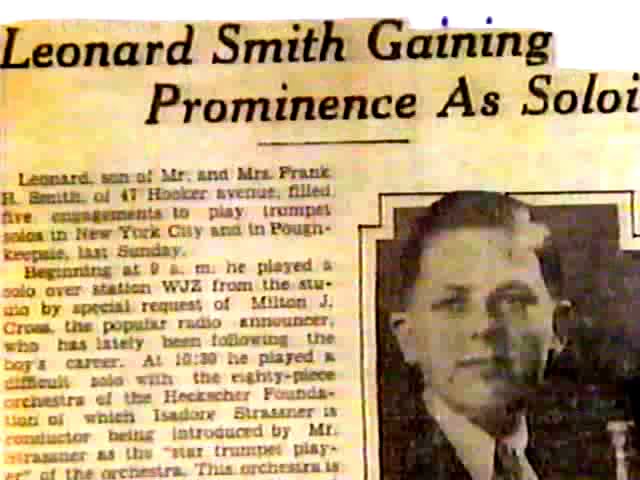 Leonard Smith Gaining
Prominence As Soloi
Leonard, son of Mr. and Mrs. Frank
H. Smith, of 47 Hooker avenue, filled
five engagements to play trumpet
solos in New York City and in Pough-
keepsie, last Sunday.
Beginning at 9 a. m. he played a
solo over station WJZ from the stu-
dio by special request of Milton J.
Cross, the popular radio announcer,
who has lately been following the
boy's career. At 10:30 he played a
difficult solo with the eighty-piece
orchestra of the Heckscher Founda-
tion of which Isadore Strassner is
conductor being introduced by Mr.
Strassner as the "star trumpet play-
er" of the orchestra. This orchestra is